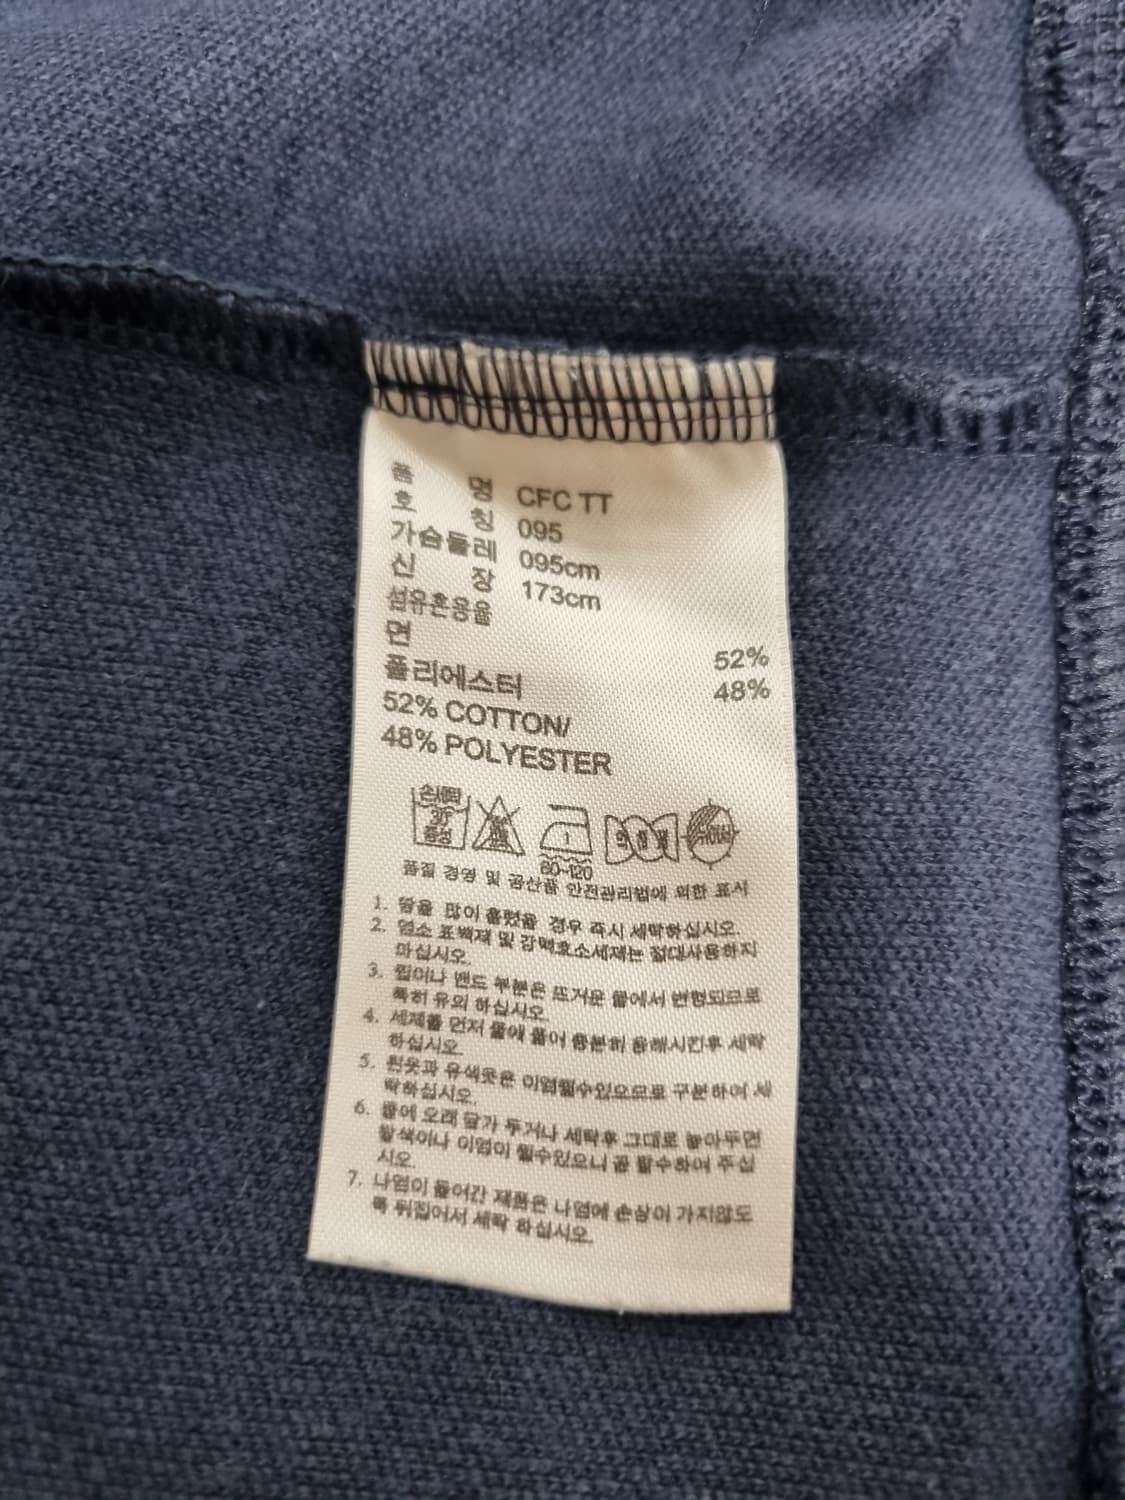 품 명 CFC TT
호 칭 095
가슴둘레 095cm
신 장 173cm
섬유혼용율
면 52%
폴리에스터 48%
52% COTTON/
48% POLYESTER
손세탁
30
중성
1
60~120
품질 경영 및 공산품 안전관리법에 의한 표시
1. 땀을 많이 흘렸을 경우 즉시 세탁하십시오.
2. 염소 표백재 및 강력효소세재는 절대사용하지
마십시오.
3. 찝어나 밴드 부분은 뜨거운 물에서 변형되므로
특히 유의 하십시오.
4. 세제를 먼저 물에 풀어 충분히 용해시킨후 세탁
하십시오.
5. 흰옷과 유색옷은 이염될수있으므로 구분하여 세
탁하십시오.
6. 물에 오래 담가 두거나 세탁후 그대로 놓아두면
탈색이나 이염이 될수있으니 곧 탈수하여 주십
시오.
7. 나염이 들어간 제품은 나염에 손상이 가지않도
록 뒤집어서 세탁 하십시오.